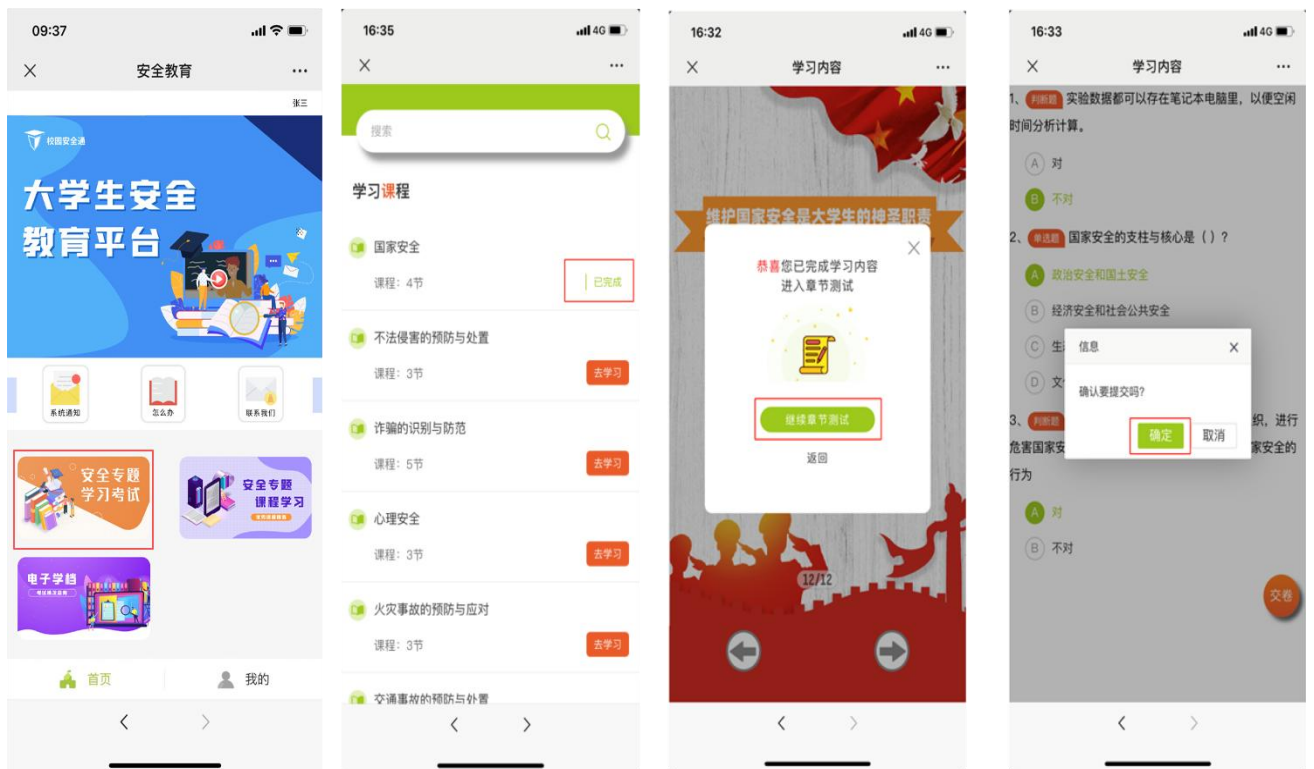 09:37
安全教育
张三
校园安全通
大学生安全
教育平台
系统通知
怎么办
联系我们
安全专题
学习考试
安全专题
课程学习
电子学档
首页
我的
16:35
4G
搜索
学习课程
国家安全
课程：4节
已完成
不法侵害的预防与处置
课程：3节
去学习
诈骗的识别与防范
课程：5节
去学习
心理安全
课程：3节
去学习
火灾事故的预防与应对
课程：3节
去学习
交通事故的预防与处置
16:32
4G
学习内容
维护国家安全是大学生的神圣职责
恭喜您已完成学习内容
进入章节测试
继续章节测试
返回
12/12
16:33
4G
学习内容
1、 判断题 实验数据都可以存在笔记本电脑里，以便空闲
时间分析计算。
A 对
B 不对
2、 单选题 国家安全的支柱与核心是（）？
A 政治安全和国土安全
B 经济安全和社会公共安全
C 生
D 文
信息
确认要提交吗?
确定
取消
3、 判断题 织，进行
危害国家安 家安全的
行为
A 对
B 不对
交卷